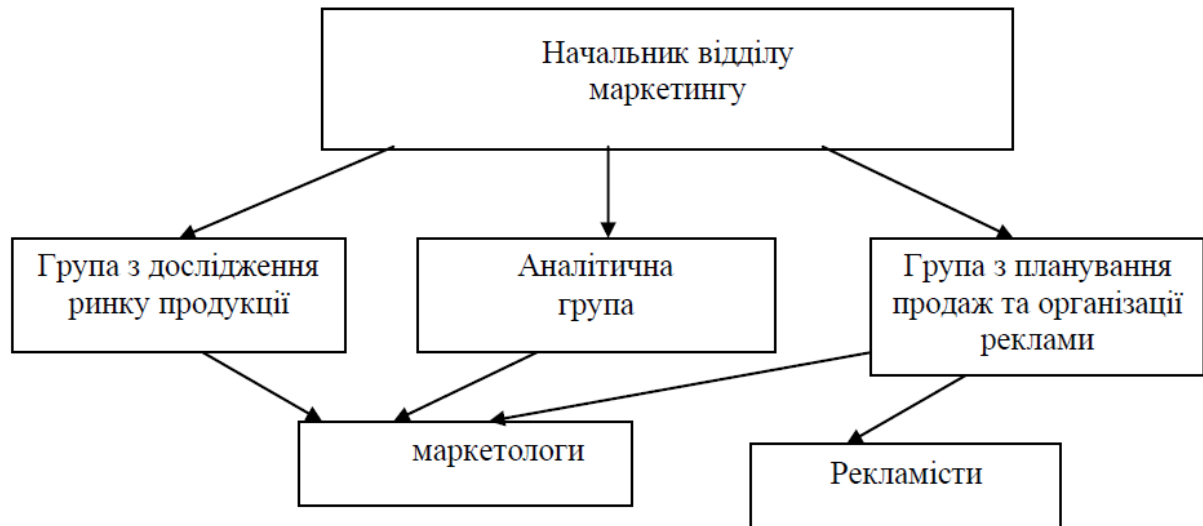 Начальник відділу
маркетингу
Група з дослідження
ринку продукції
Аналітична
група
Група з планування
продаж та організації
реклами
маркетологи
Рекламісти